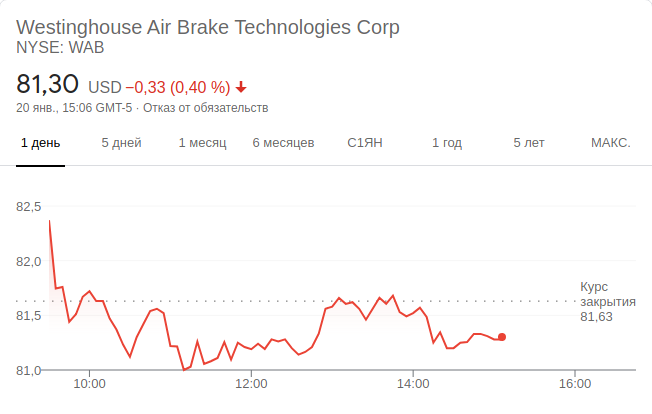 Westinghouse Air Brake Technologies Corp
NYSE: WAB
81,30 USD −0,33 (0,40 %)
20 янв., 15:06 GMT-5 · Отказ от обязательств
1 день 5 дней 1 месяц 6 месяцев С1ЯН 1 год 5 лет МАКС.
82,5
82,0
Курс
закрытия
81,63
81,5
81,0
10:00 12:00 14:00 16:00